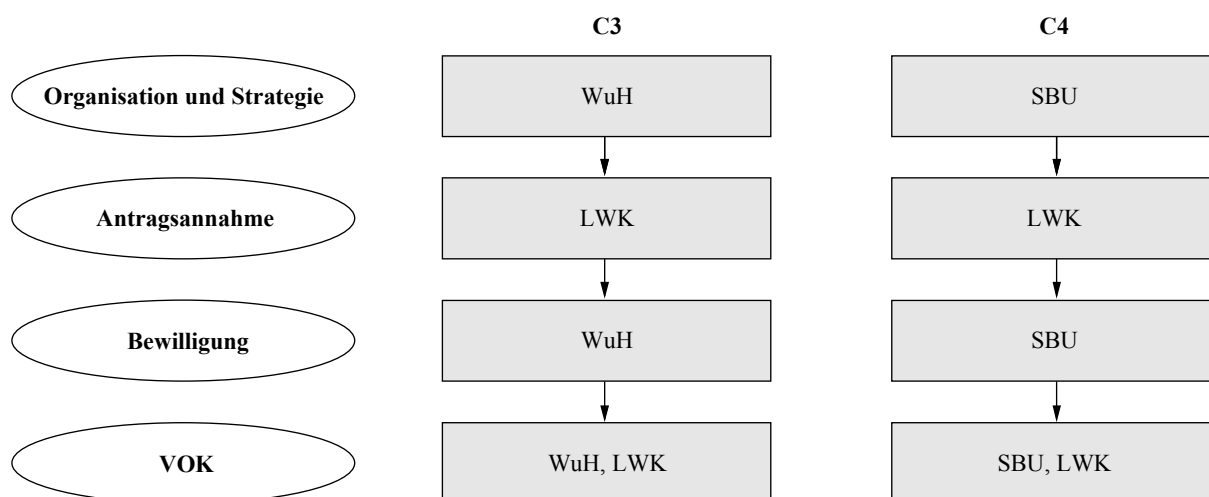 C3 C4
Organisation und Strategie WuH SBU
Antragsannahme LWK LWK
Bewilligung WuH SBU
VOK WuH, LWK SBU, LWK